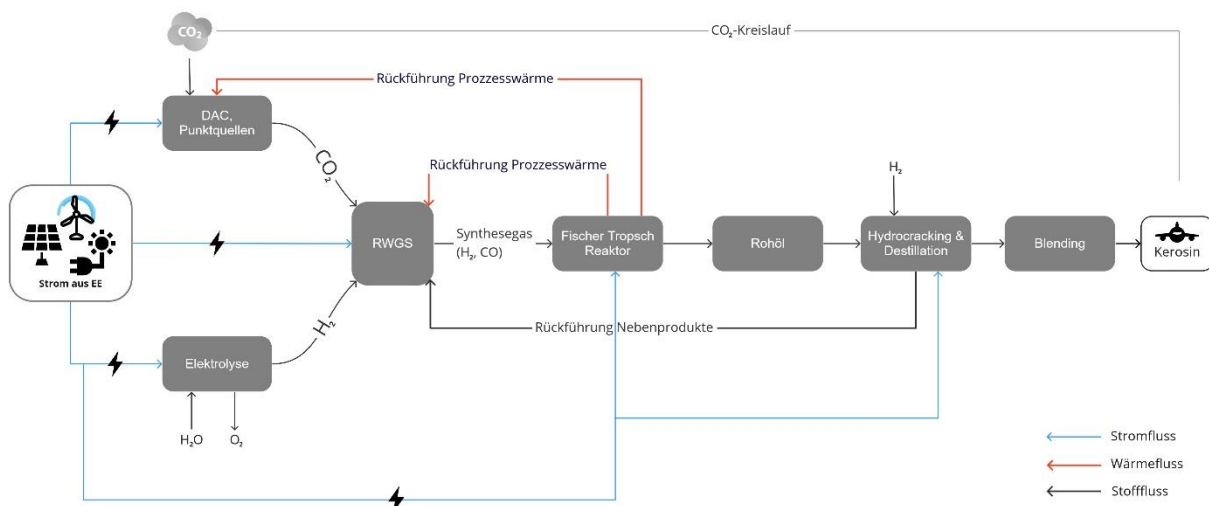 CO₂
CO₂-Kreislauf
Rückführung Prozzesswärme
DAC,
Punktquellen
CO₂
Rückführung Prozzesswärme
H₂
Strom aus EE
RWGS
Synthesegas
(H₂, CO)
Fischer Tropsch
Reaktor
Rohöl
Hydrocracking &
Destillation
Blending
Kerosin
H₂
Rückführung Nebenprodukte
Elektrolyse
H₂O
O₂
Stromfluss
Wärmefluss
Stofffluss